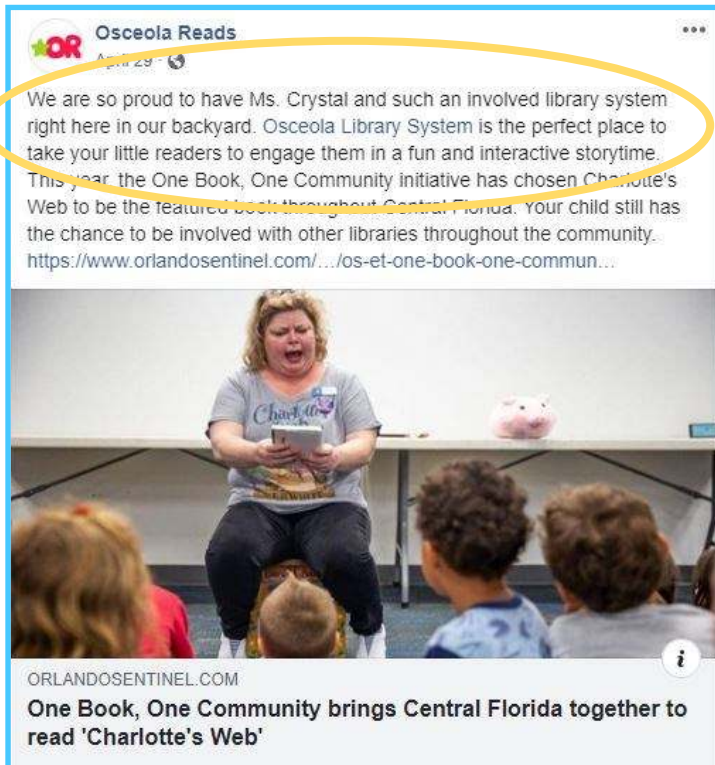 OR
Osceola Reads
April 29 ·
We are so proud to have Ms. Crystal and such an involved library system
right here in our backyard. Osceola Library System is the perfect place to
take your little readers to engage them in a fun and interactive storytime.
This year, the One Book, One Community initiative has chosen Charlotte's
Web to be the featured book throughout Central Florida. Your child still has
the chance to be involved with other libraries throughout the community.
https://www.orlandosentinel.com/.../os-et-one-book-one-commun...
Charlotte
i
ORLANDOSENTINEL.COM
One Book, One Community brings Central Florida together to
read 'Charlotte's Web'